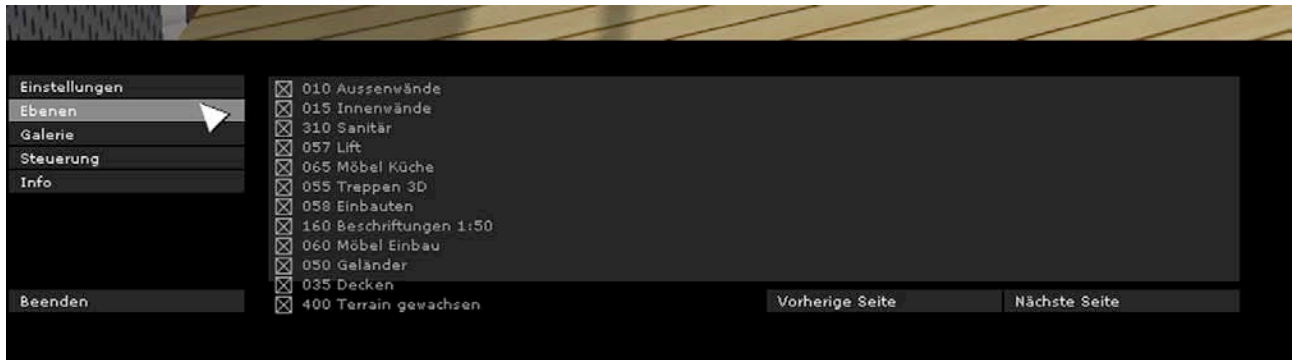 Einstellungen
Ebenen
Galerie
Steuerung
Info
Beenden
010 Aussenwände
015 Innenwände
310 Sanitär
057 Lift
065 Möbel Küche
055 Treppen 3D
058 Einbauten
160 Beschriftungen 1:50
060 Möbel Einbau
050 Geländer
035 Decken
400 Terrain gewachsen
Vorherige Seite
Nächste Seite